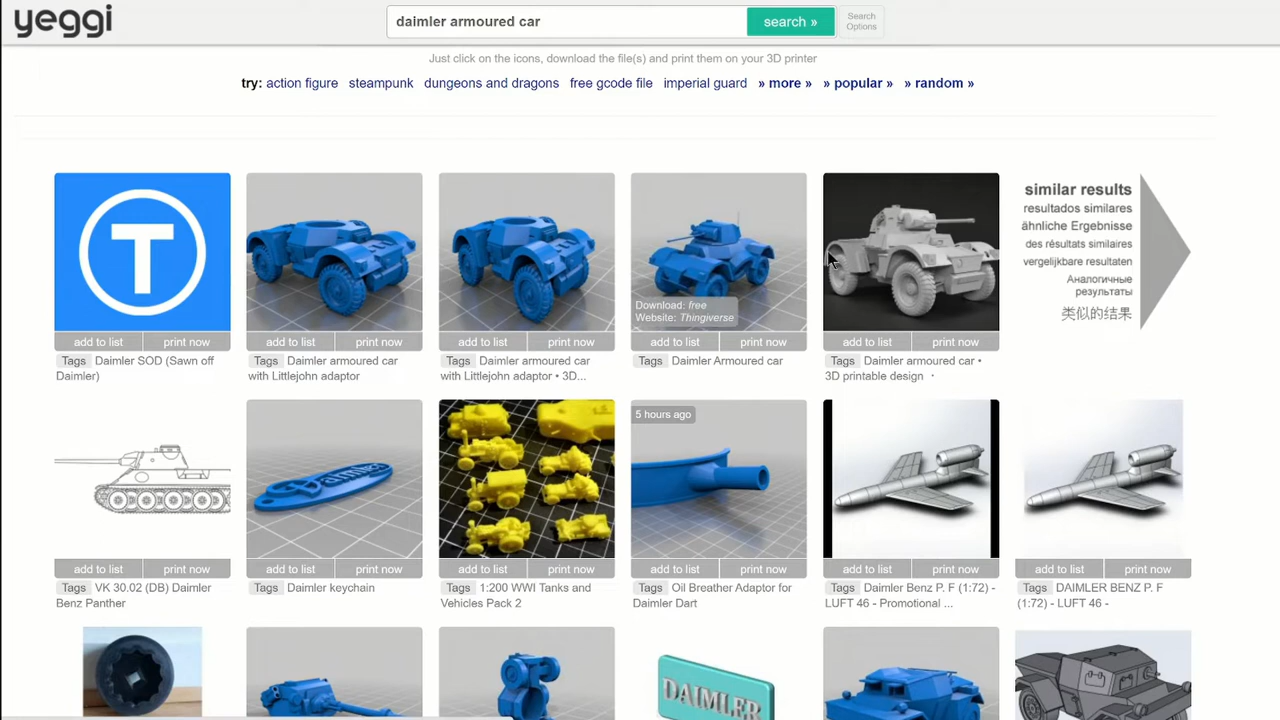 yeggi
daimler armoured car
search »
Search
Options
Just click on the icons, download the file(s) and print them on your 3D printer
try: action figure steampunk dungeons and dragons free gcode file imperial guard » more » » popular » » random »
T
add to list print now
Tags Daimler SOD (Sawn off
Daimler)
add to list print now
Tags Daimler armoured car
with Littlejohn adaptor
add to list print now
Tags Daimler armoured car
with Littlejohn adaptor • 3D...
Download: free
Website: Thingiverse
add to list print now
Tags Daimler Armoured car
add to list print now
Tags Daimler armoured car •
3D printable design ·
similar results
resultados similares
ähnliche Ergebnisse
des résultats similaires
vergelijkbare resultaten
Аналогичные
результаты
类似的结果
add to list print now
Tags VK 30.02 (DB) Daimler
Benz Panther
Daimler
add to list print now
Tags Daimler keychain
add to list print now
Tags 1:200 WWI Tanks and
Vehicles Pack 2
5 hours ago
add to list print now
Tags Oil Breather Adaptor for
Daimler Dart
add to list print now
Tags Daimler Benz P. F (1:72) -
LUFT 46 - Promotional ...
add to list print now
Tags DAIMLER BENZ P. F
(1:72) - LUFT 46 -
DAIMLER